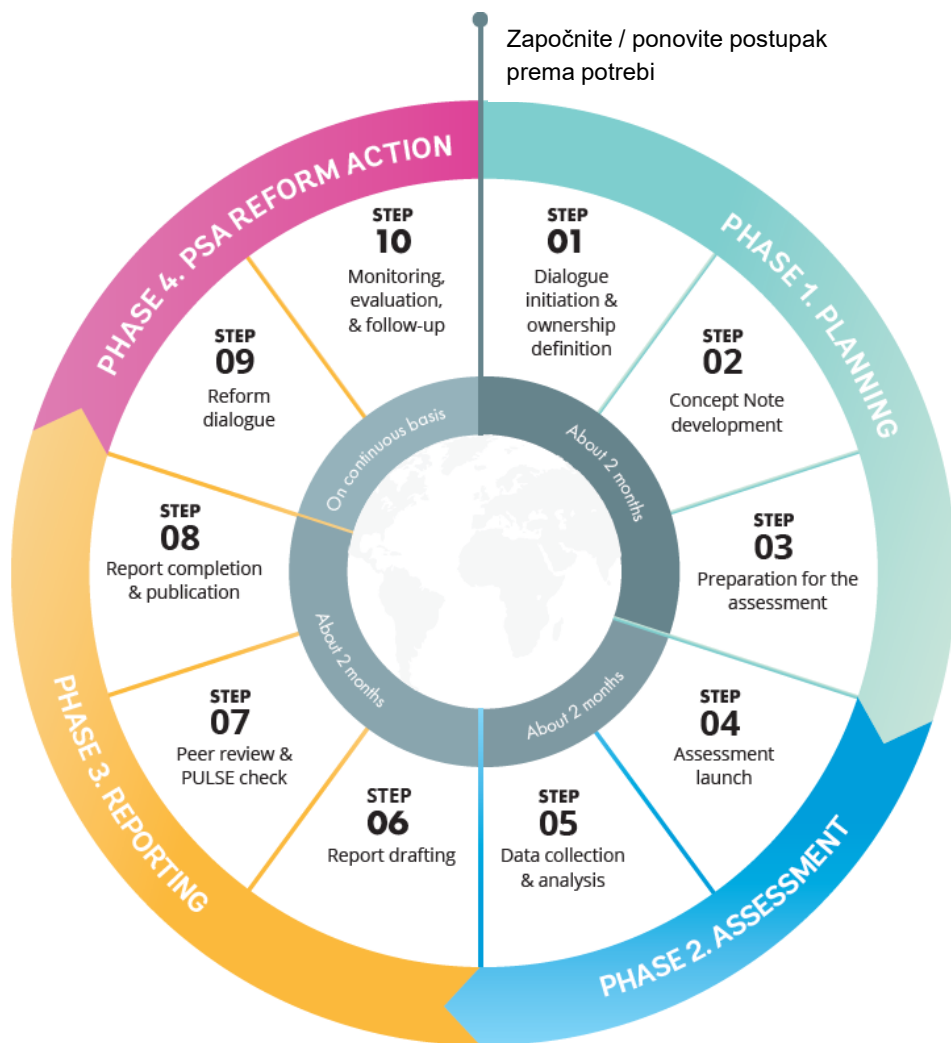 Započnite / ponovite postupak
prema potrebi
PHASE 1. PLANNING
STEP
01
Dialogue
initiation &
ownership
definition
STEP
02
Concept Note
development
STEP
03
Preparation for the
assessment
About 2 months
PHASE 2. ASSESSMENT
STEP
04
Assessment
launch
STEP
05
Data collection
& analysis
About 2 months
PHASE 3. REPORTING
STEP
06
Report drafting
STEP
07
Peer review &
PULSE check
STEP
08
Report completion
& publication
About 2 months
PHASE 4. PSA REFORM ACTION
STEP
09
Reform
dialogue
STEP
10
Monitoring,
evaluation,
& follow-up
On continuous basis